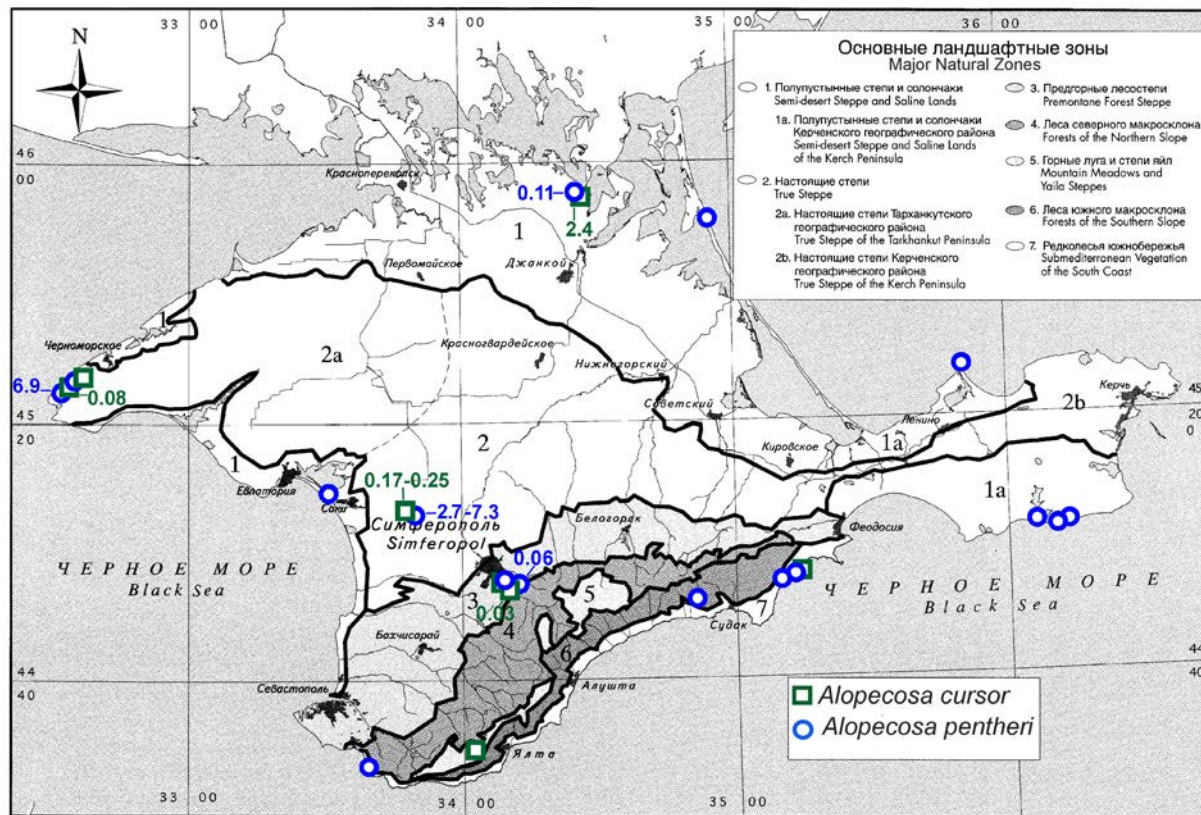 33 00
34 00
35 00
36 00
N
Основные ландшафтные зоны
Major Natural Zones
1. Полупустынные степи и солончаки
Semi-desert Steppe and Saline Lands
1а. Полупустынные степи и солончаки
Керченского географического района
Semi-desert Steppe and Saline Lands
of the Kerch Peninsula
2. Настоящие степи
True Steppe
2а. Настоящие степи Тарханкутского
географического района
True Steppe of the Tarkhankut Peninsula
2b. Настоящие степи Керченского
географического района
True Steppe of the Kerch Peninsula
3. Предгорные лесостепи
Premontane Forest Steppe
4. Леса северного макросклона
Forests of the Northern Slope
5. Горные луга и степи яйл
Mountain Meadows and
Yaila Steppes
6. Леса южного макросклона
Forests of the Southern Slope
7. Редколесья южнобережья
Submediterranean Vegetation
of the South Coast
46
00
Красноперекопск
0.11
2.4
1
Джанкой
Первомайское
1
Черноморское
2a
Красногвардейское
Нижнегорский
6.9
0.08
Советский
Керчь
45
20
45
20
0
2b
Ленино
1a
Кировское
2
1
Евпатория
Саки
0.17-0.25
2.7-7.3
1a
Симферополь
Simferopol
Белогорск
Феодосия
ЧЕРНОЕ МОРЕ
Black Sea
0.06
0.03
3
4
5
6
7
Судак
ЧЕРНОЕ МОРЕ
Black Sea
Бахчисарай
44
40
44
40
Севастополь
Алушта
Ялта
Alopecosa cursor
Alopecosa pentheri
33 00
34 00
35 00